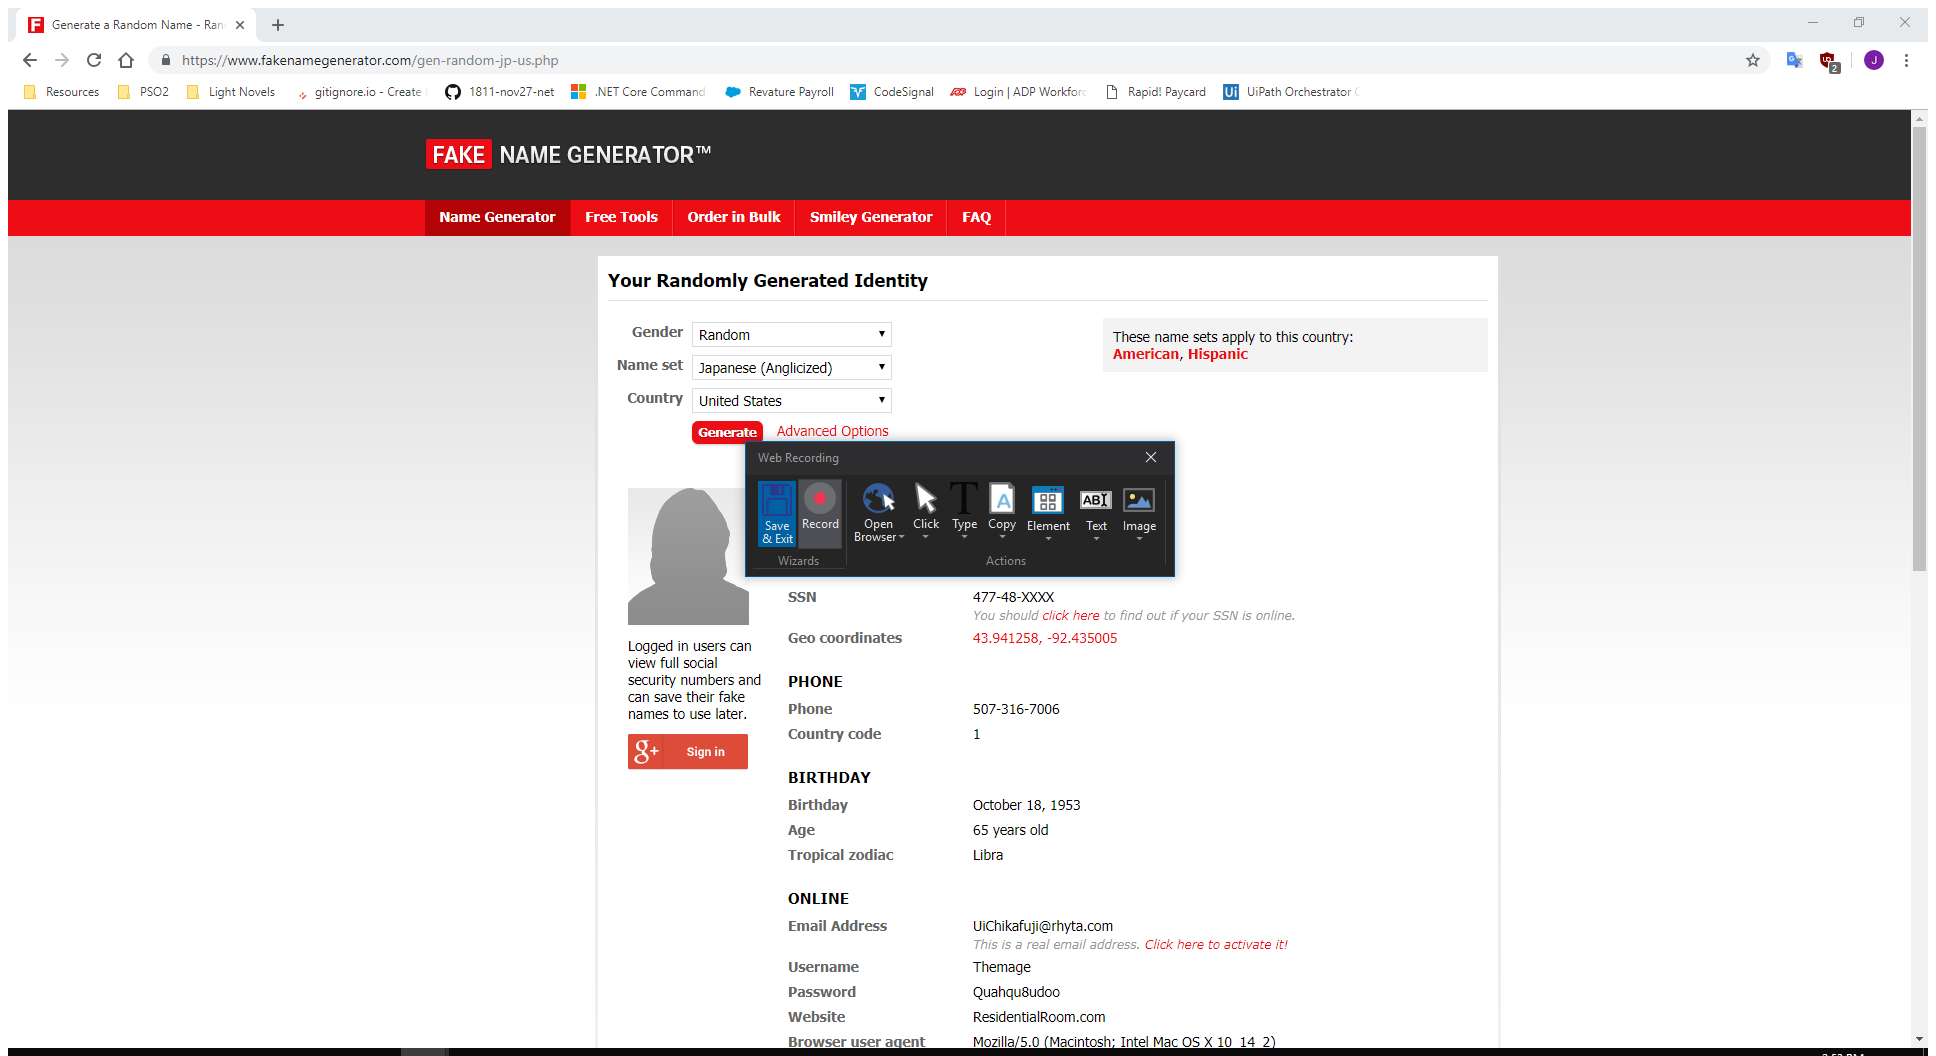 Generate a Random Name - Ran
https://www.fakenamegenerator.com/gen-random-jp-us.php
2
J
Resources
PSO2
Light Novels
gitignore.io - Create
1811-nov27-net
.NET Core Command
Revature Payroll
CodeSignal
Login | ADP Workforc
Rapid! Paycard
Ui
UiPath Orchestrator
FAKE NAME GENERATOR™
Name Generator
Free Tools
Order in Bulk
Smiley Generator
FAQ
Your Randomly Generated Identity
Gender
Random
Name set
Japanese (Anglicized)
Country
United States
Generate
Advanced Options
These name sets apply to this country:
American, Hispanic
Web Recording
Save
& Exit
Record
Open
Browser
Click
Type
Copy
Element
Text
Image
Wizards
Actions
Logged in users can
view full social
security numbers and
can save their fake
names to use later.
g+ Sign in
SSN
477-48-XXXX
You should click here to find out if your SSN is online.
Geo coordinates
43.941258, -92.435005
PHONE
Phone
507-316-7006
Country code
1
BIRTHDAY
Birthday
October 18, 1953
Age
65 years old
Tropical zodiac
Libra
ONLINE
Email Address
UiChikafuji@rhyta.com
This is a real email address. Click here to activate it!
Username
Themage
Password
Quahqu8udoo
Website
ResidentialRoom.com
Browser user agent
Mozilla/5.0 (Macintosh; Intel Mac OS X 10_14_2)